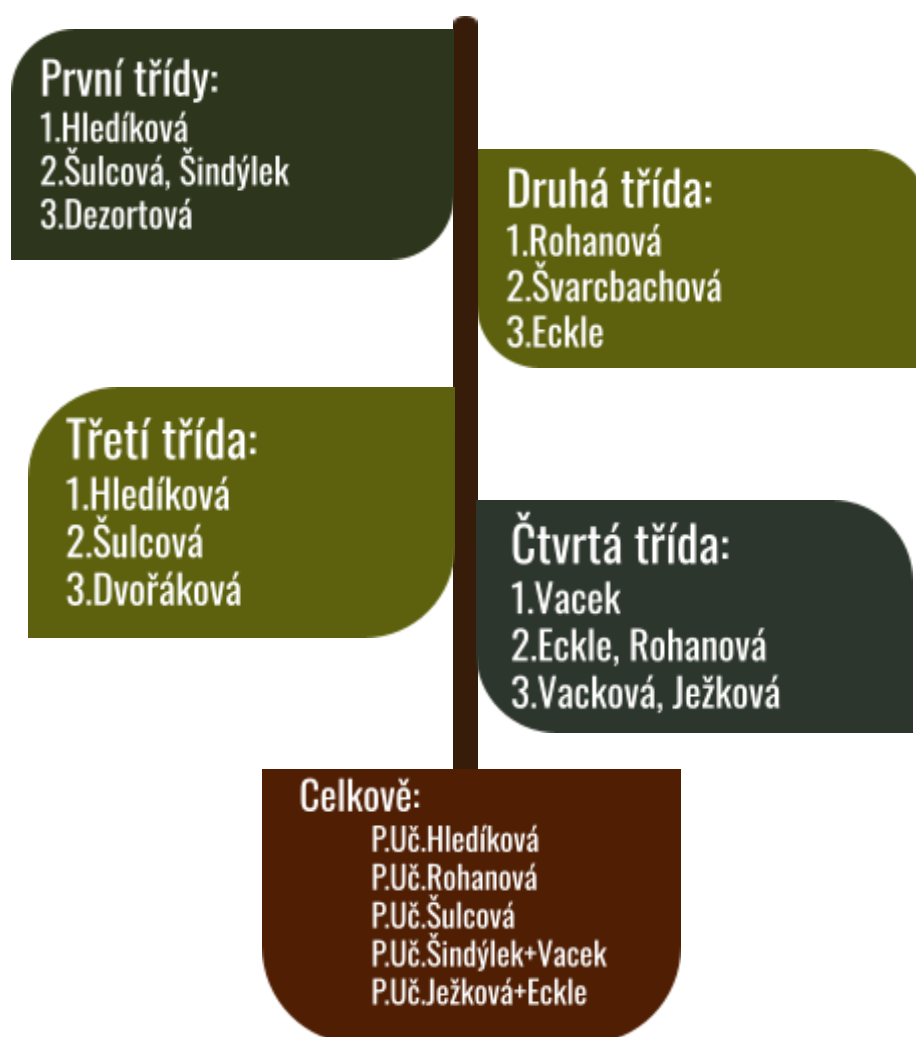 První třídy:
1.Hledíková
2.Šulcová, Šindýlek
3.Dezortová
Druhá třída:
1.Rohanová
2.Švarcbachová
3.Eckle
Třetí třída:
1.Hledíková
2.Šulcová
3.Dvořáková
Čtvrtá třída:
1.Vacek
2.Eckle, Rohanová
3.Vacková, Ježková
Celkově:
P.Uč.Hledíková
P.Uč.Rohanová
P.Uč.Šulcová
P.Uč.Šindýlek+Vacek
P.Uč.Ježková+Eckle